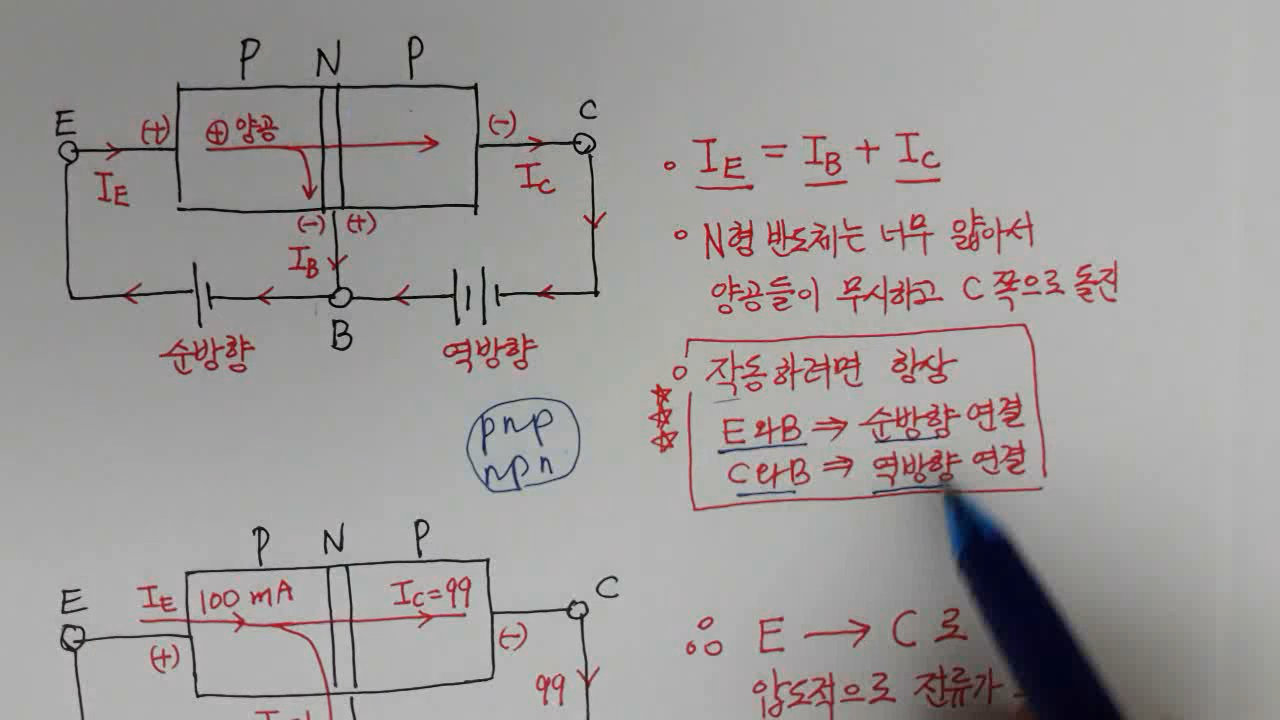 P N P
E (+) ⊕ 양공 (-) C
I_E I_C
(-) (+)
I_B
B
순방향 역방향
∘ I_E = I_B + I_C
∘ N형 반도체는 너무 얇아서
양공들이 무시하고 C쪽으로 돌진
∘ 작동하려면 항상
☆☆☆ E와B ⇒ 순방향 연결
C와B ⇒ 역방향 연결
pnp
npn
P N P
E I_E 100 mA I_C=99 C
(+) (-)
99
∴ E → C로
압도적으로 전류가